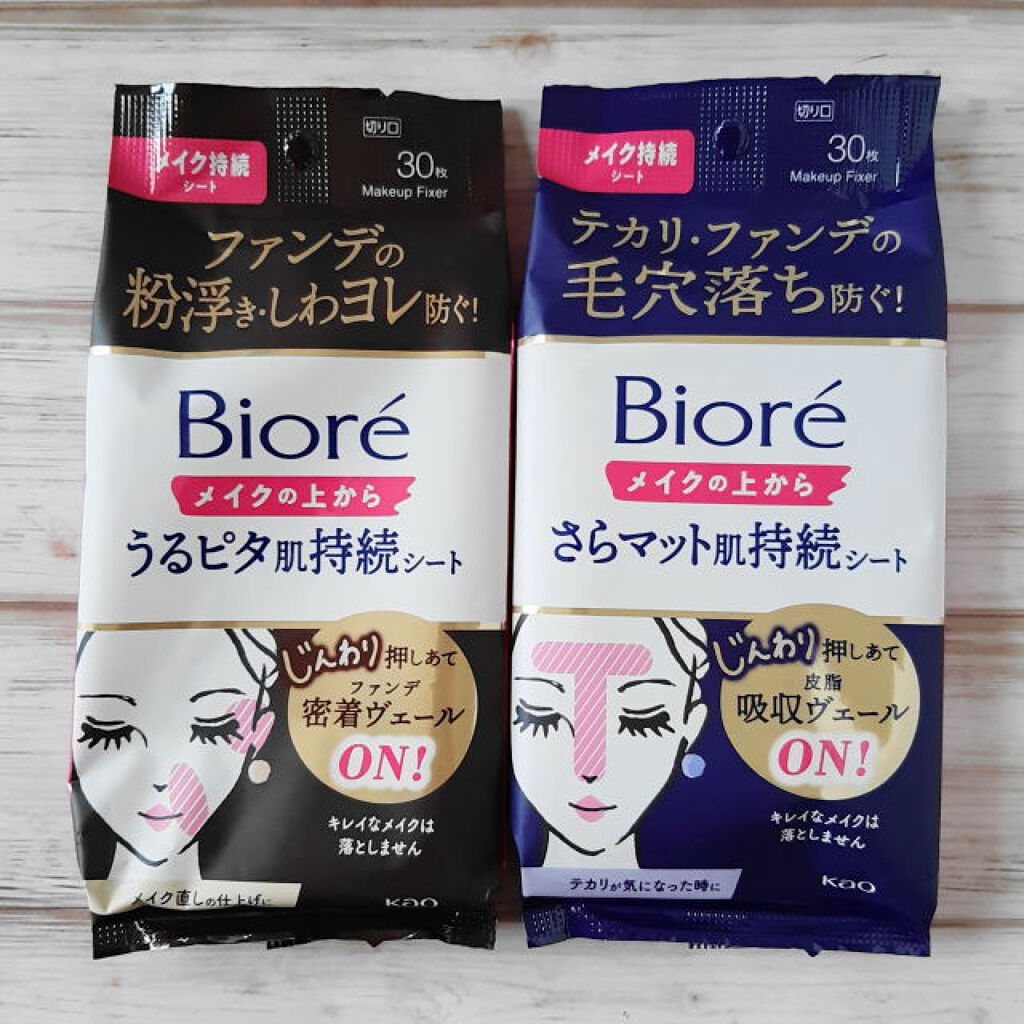 メイク持続
シート
切り口
30枚
Makeup Fixer
ファンデの
粉浮き・しわヨレ防ぐ!
Bioré
メイクの上から
うるピタ肌持続シート
じんわり押しあて
ファンデ
密着ヴェール
ON!
キレイなメイクは
落としません
メイク直しの仕上げに
Kao
メイク持続
シート
切り口
30枚
Makeup Fixer
テカリ・ファンデの
毛穴落ち防ぐ!
Bioré
メイクの上から
さらマット肌持続シート
じんわり押しあて
皮脂
吸収ヴェール
ON!
キレイなメイクは
落としません
テカリが気になった時に
Kao